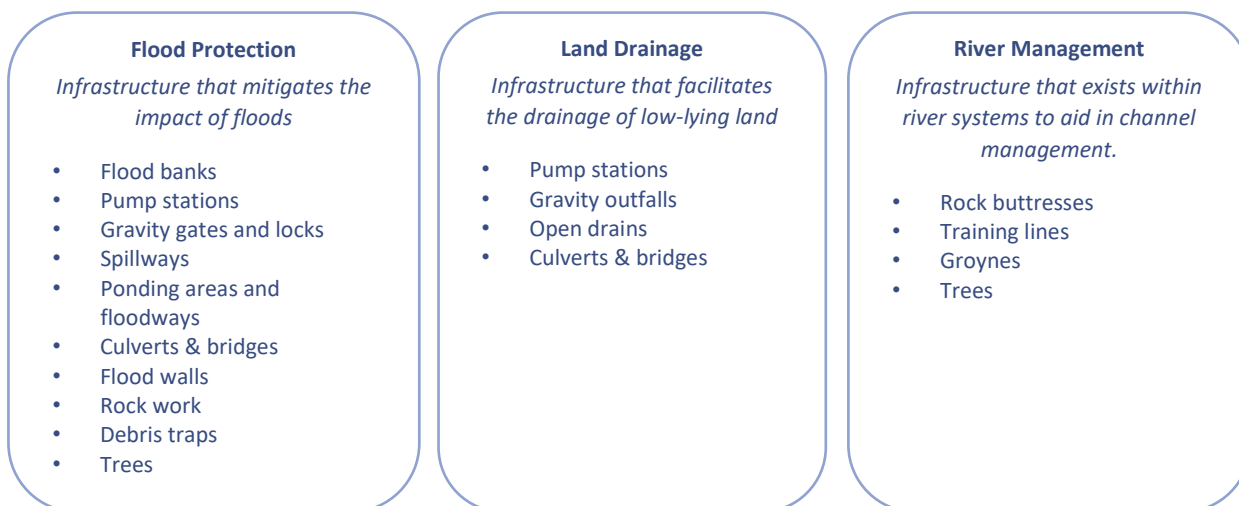 Flood Protection
Infrastructure that mitigates the
impact of floods
• Flood banks
• Pump stations
• Gravity gates and locks
• Spillways
• Ponding areas and
floodways
• Culverts & bridges
• Flood walls
• Rock work
• Debris traps
• Trees
Land Drainage
Infrastructure that facilitates
the drainage of low-lying land
• Pump stations
• Gravity outfalls
• Open drains
• Culverts & bridges
River Management
Infrastructure that exists within
river systems to aid in channel
management.
• Rock buttresses
• Training lines
• Groynes
• Trees